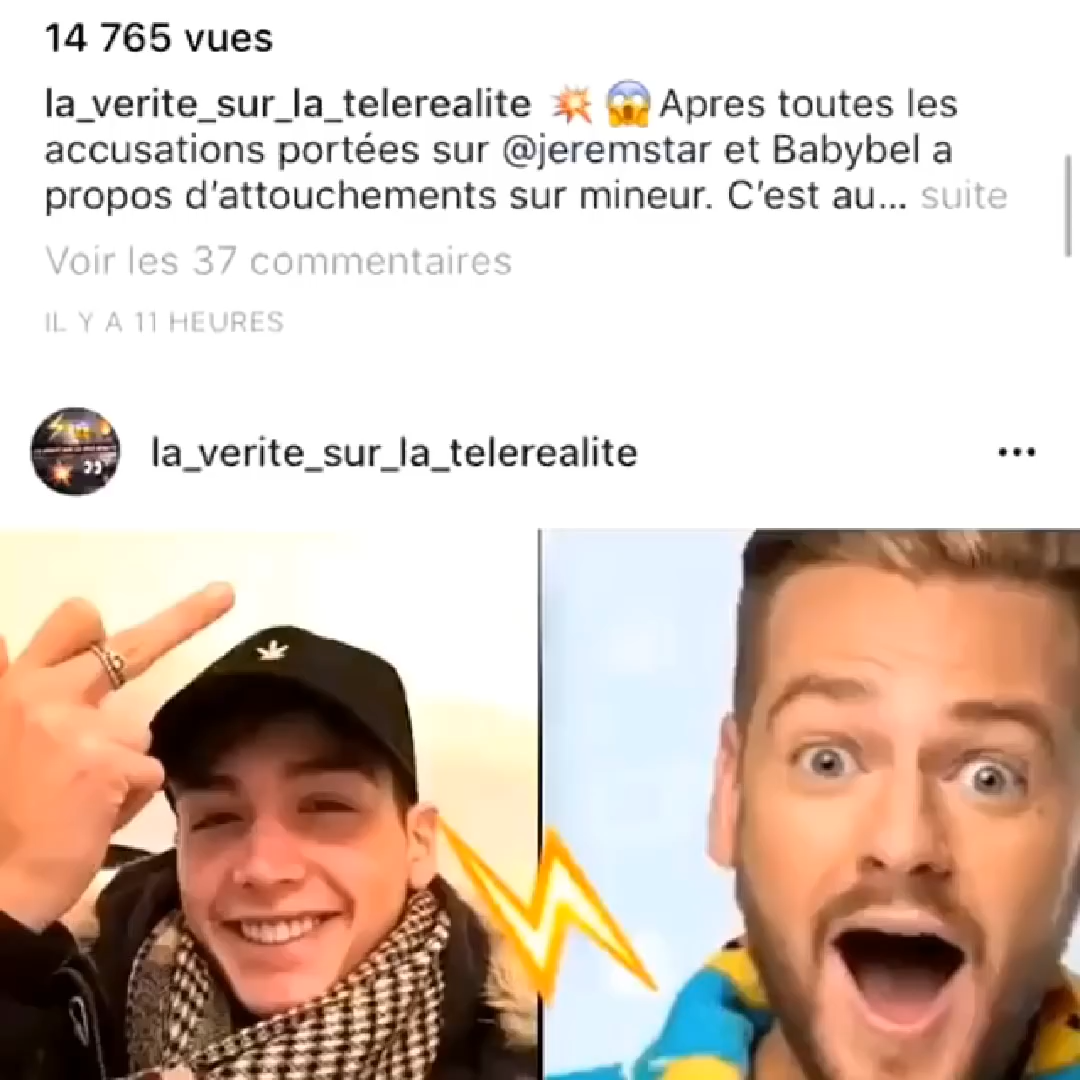 14 765 vues
la_verite_sur_la_telerealite 💥 😱 Apres toutes les
accusations portées sur @jeremstar et Babybel a
propos d'attouchements sur mineur. C'est au... suite
Voir les 37 commentaires
IL Y A 11 HEURES
la_verite_sur_la_telerealite